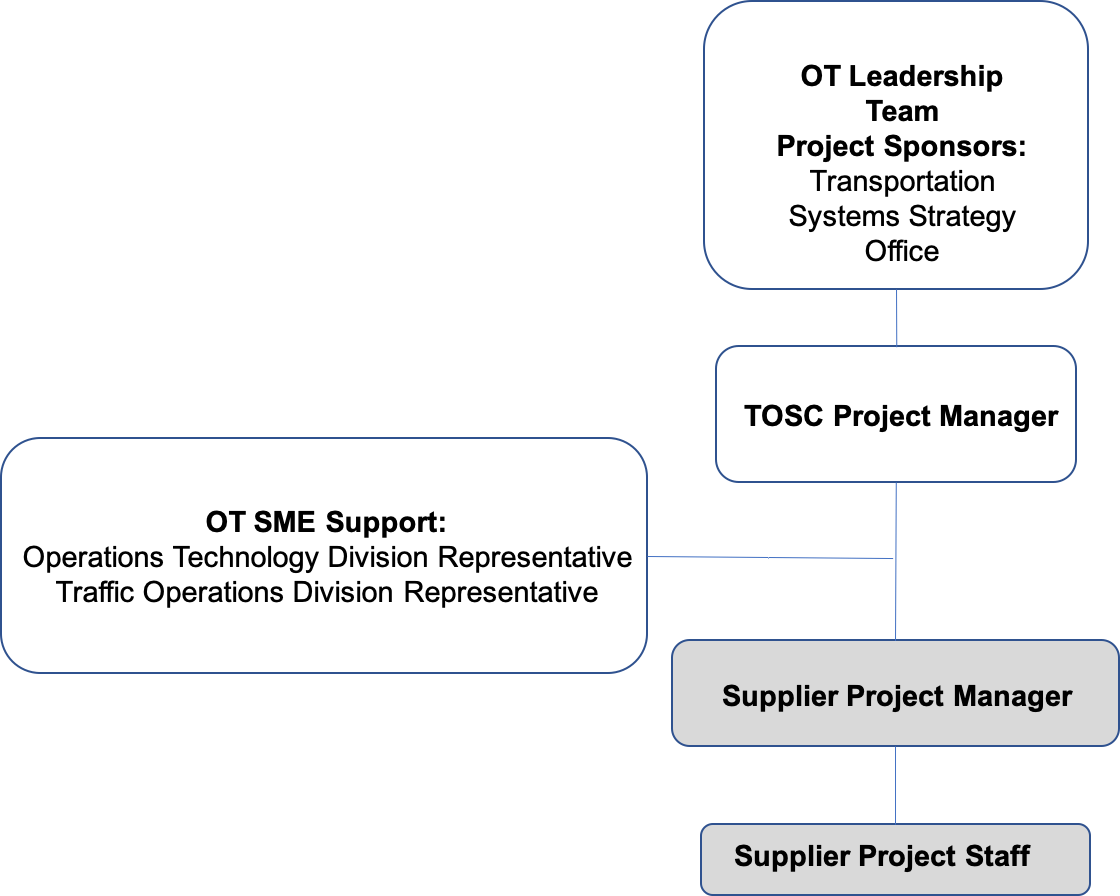 OT Leadership
Team
Project Sponsors:
Transportation
Systems Strategy
Office
TOSC Project Manager
OT SME Support:
Operations Technology Division Representative
Traffic Operations Division Representative
Supplier Project Manager
Supplier Project Staff